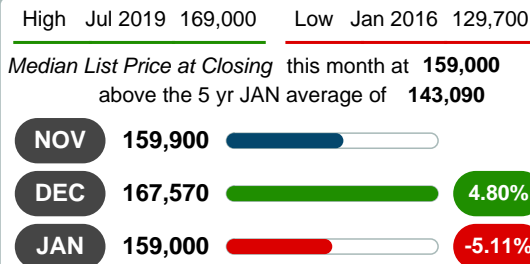 High Jul 2019 169,000 Low Jan 2016 129,700
Median List Price at Closing this month at 159,000
above the 5 yr JAN average of 143,090
NOV 159,900
DEC 167,570 4.80%
JAN 159,000 -5.11%